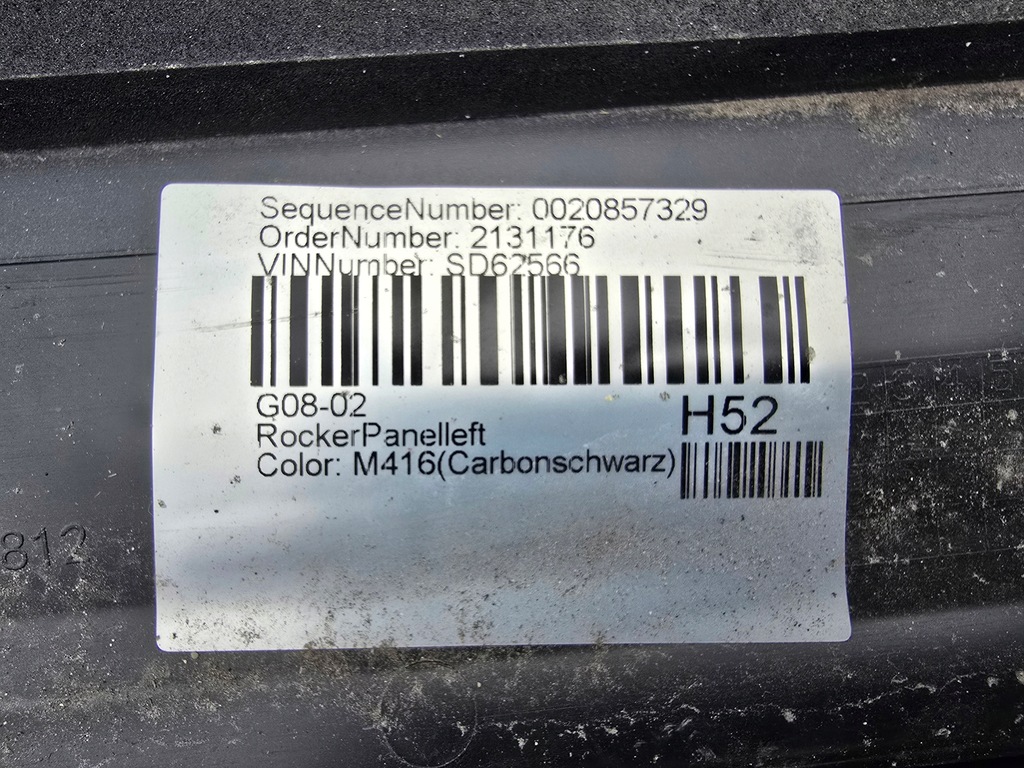 SequenceNumber: 0020857329
OrderNumber: 2131176
VINNumber: SD62566
G08-02
RockerPanelleft
Color: M416(Carbonschwarz)
H52
812